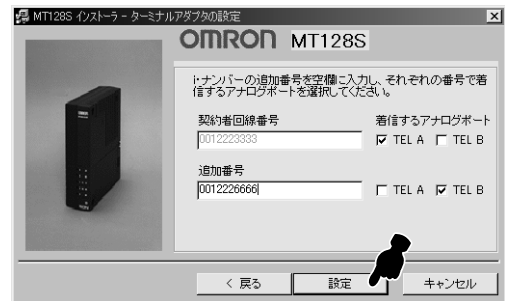 MT128S インストーラ - ターミナルアダプタの設定
OMRON MT128S
i・ナンバーの追加番号を空欄に入力し、それぞれの番号で着
信するアナログポートを選択してください。
契約者回線番号 着信するアナログポート
0012223333 TEL A TEL B
追加番号
0012226666 TEL A TEL B
< 戻る 設定 キャンセル